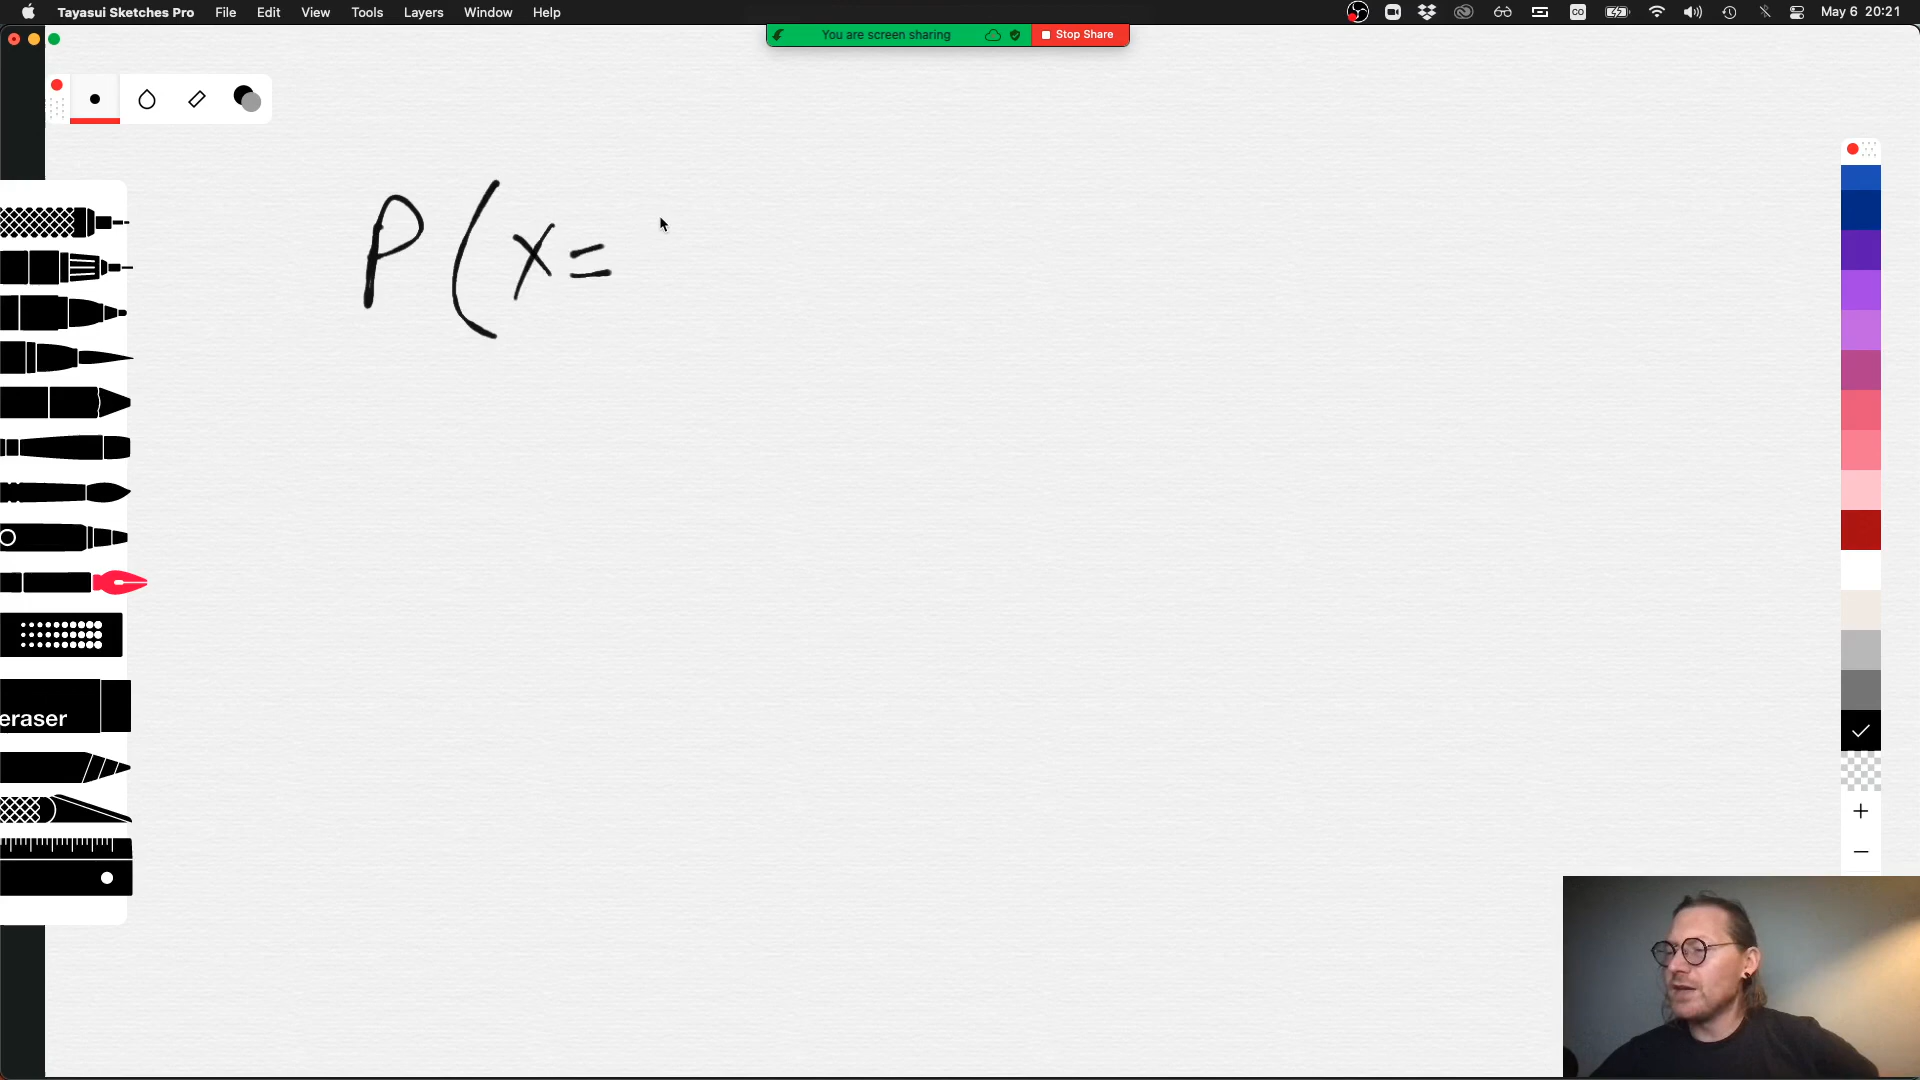 Tayasui Sketches Pro File Edit View Tools Layers Window Help May 6 20:21
You are screen sharing Stop Share
P(x=
eraser